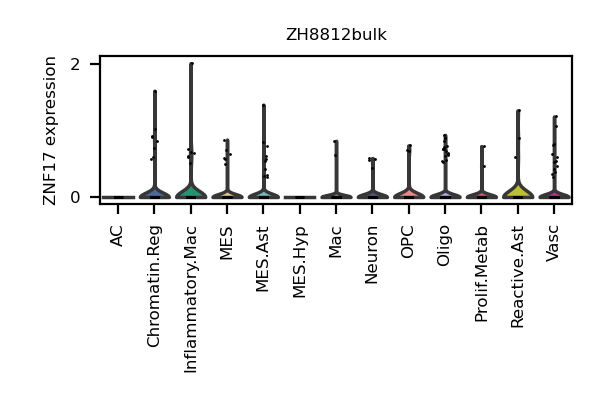 ZH8812bulk
ZNF17 expression
2
0
AC
Chromatin.Reg
Inflammatory.Mac
MES
MES.Ast
MES.Hyp
Mac
Neuron
OPC
Oligo
Prolif.Metab
Reactive.Ast
Vasc